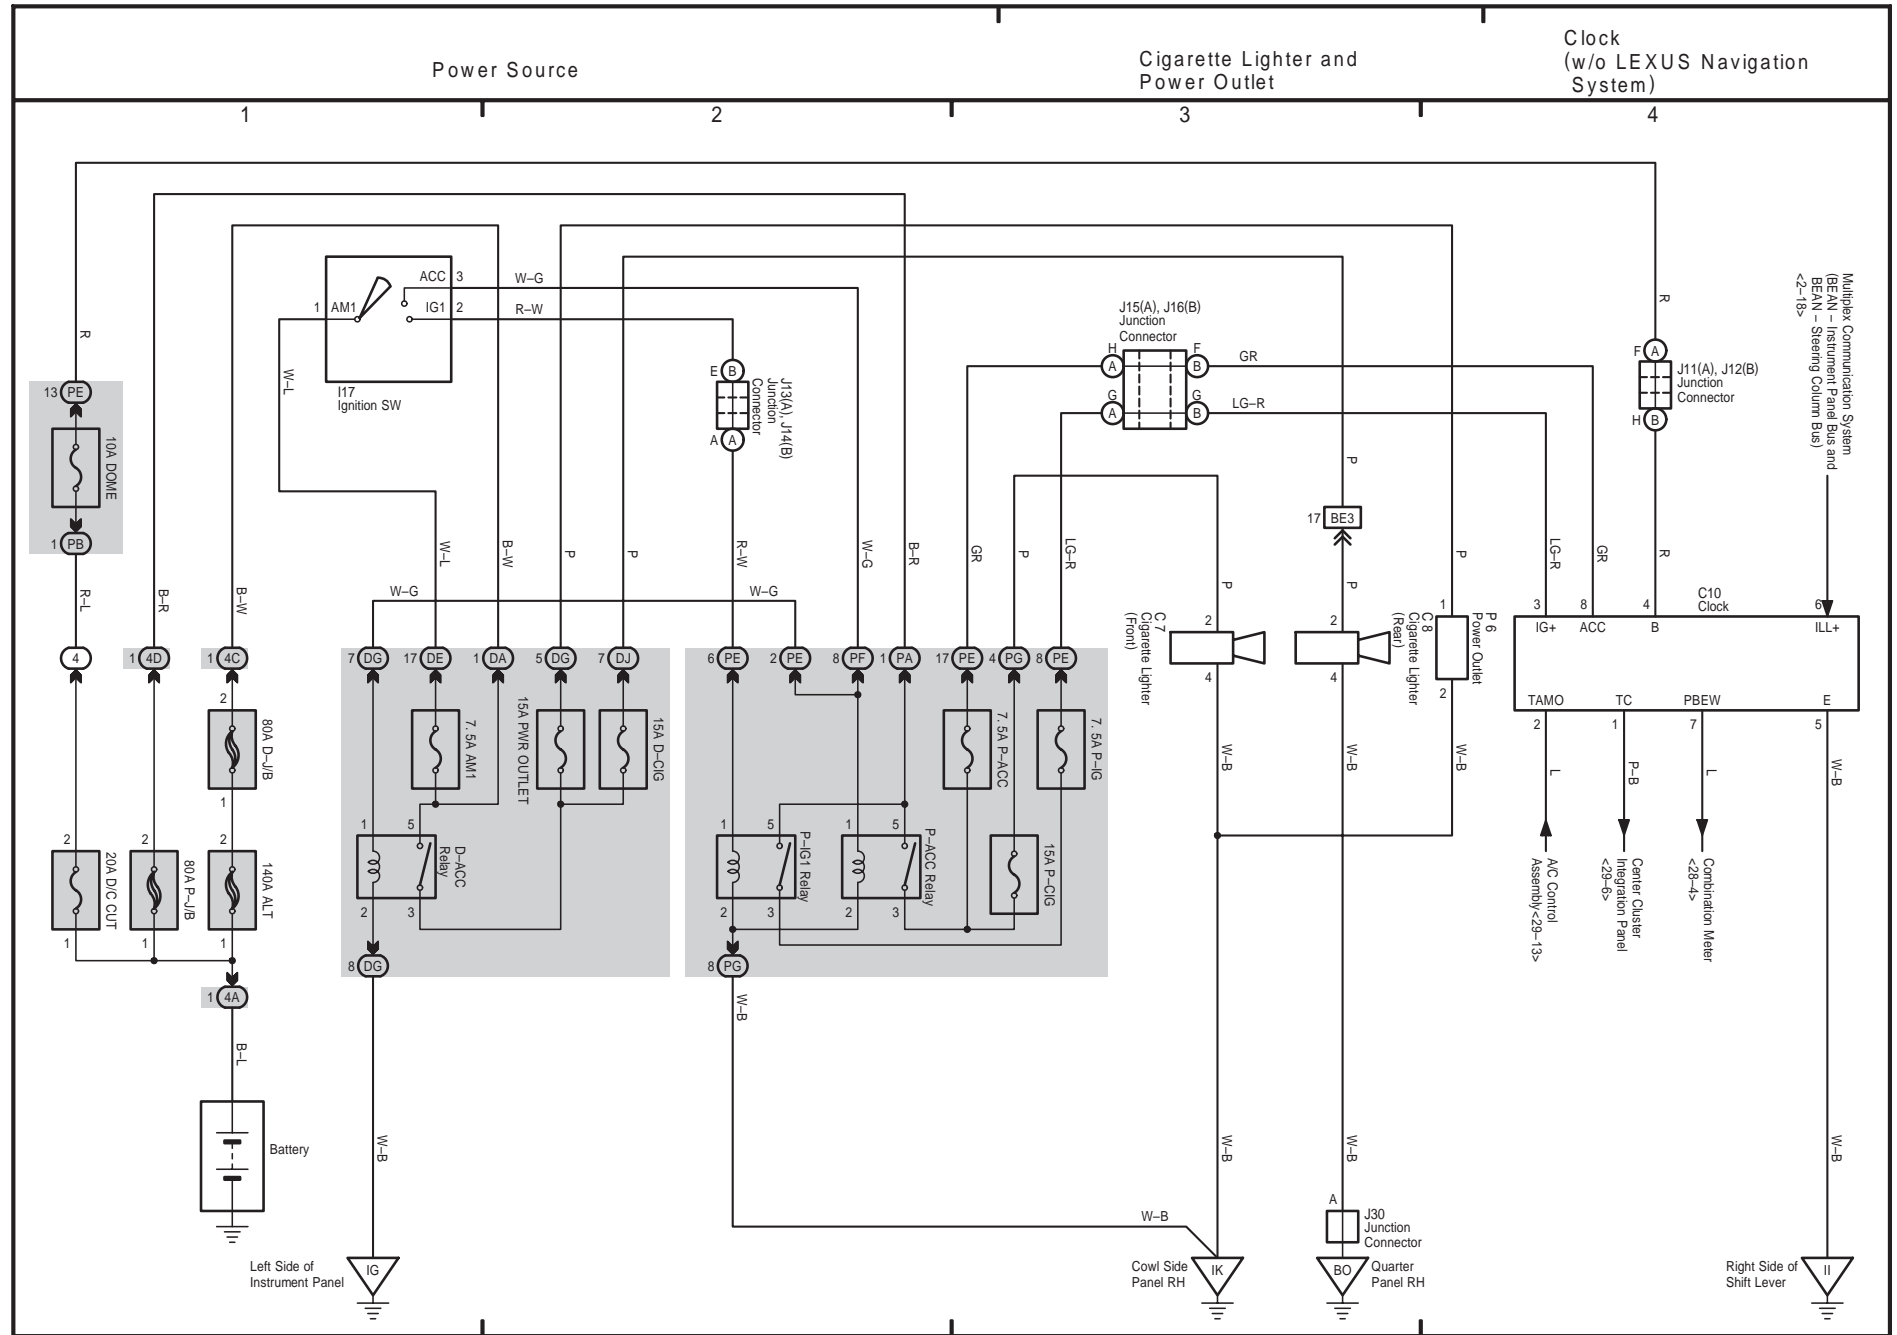 Power Source
Cigarette Lighter and
Power Outlet
Clock
(w/o LEXUS Navigation
System)
1
2
3
4
R
13 PE
10A DOME
1 PB
R–L
4
2
20A D/C CUT
1
B–R
1 4D
2
80A P–J/B
1
B–W
1 4C
2
80A D–J/B
1
2
140A ALT
1
1 4A
B–L
Battery
ACC 3
1 AM1
IG1 2
I17
Ignition SW
W–G
R–W
W–L
W–L
B–W
P
P
W–G
W–G
7 DG
17 DE
1 DA
5 DG
7 DJ
7. 5A AM1
15A PWR OUTLET
15A D–CIG
1
5
D–ACC
Relay
2
3
8 DG
W–B
Left Side of
Instrument Panel
IG
E B
J13(A), J14(B)
Junction
Connector
A A
R–W
W–G
B–R
GR
P
LG–R
6 PE
2 PE
8 PF
1 PA
17 PE
4 PG
8 PE
7. 5A P–ACC
7. 5A P–IG
1
5
P–IG1 Relay
2
3
1
5
P–ACC Relay
2
3
15A P–CIG
8 PG
W–B
W–B
J15(A), J16(B)
Junction
Connector
H
A
F
B
GR
G
A
G
B
LG–R
P
2
C 7
Cigarette Lighter
(Front)
4
W–B
W–B
Cowl Side
Panel RH
IK
P
17 BE3
P
2
C 8
Cigarette Lighter
(Rear)
4
W–B
W–B
A
J30
Junction
Connector
BO
Quarter
Panel RH
P
1
P 6
Power Outlet
2
W–B
R
F A
J11(A), J12(B)
Junction
Connector
H B
LG–R
GR
R
Multiplex Communication System
(BEAN – Instrument Panel Bus and
BEAN – Steering Column Bus)
<2–18>
C10
Clock
3
8
4
6
IG+
ACC
B
ILL+
TAMO
TC
PBEW
E
2
1
7
5
L
P–B
L
W–B
A/C Control
Assembly<29–13>
Center Cluster
Integration Panel
<29–6>
Combination Meter
<28–4>
W–B
Right Side of
Shift Lever
II